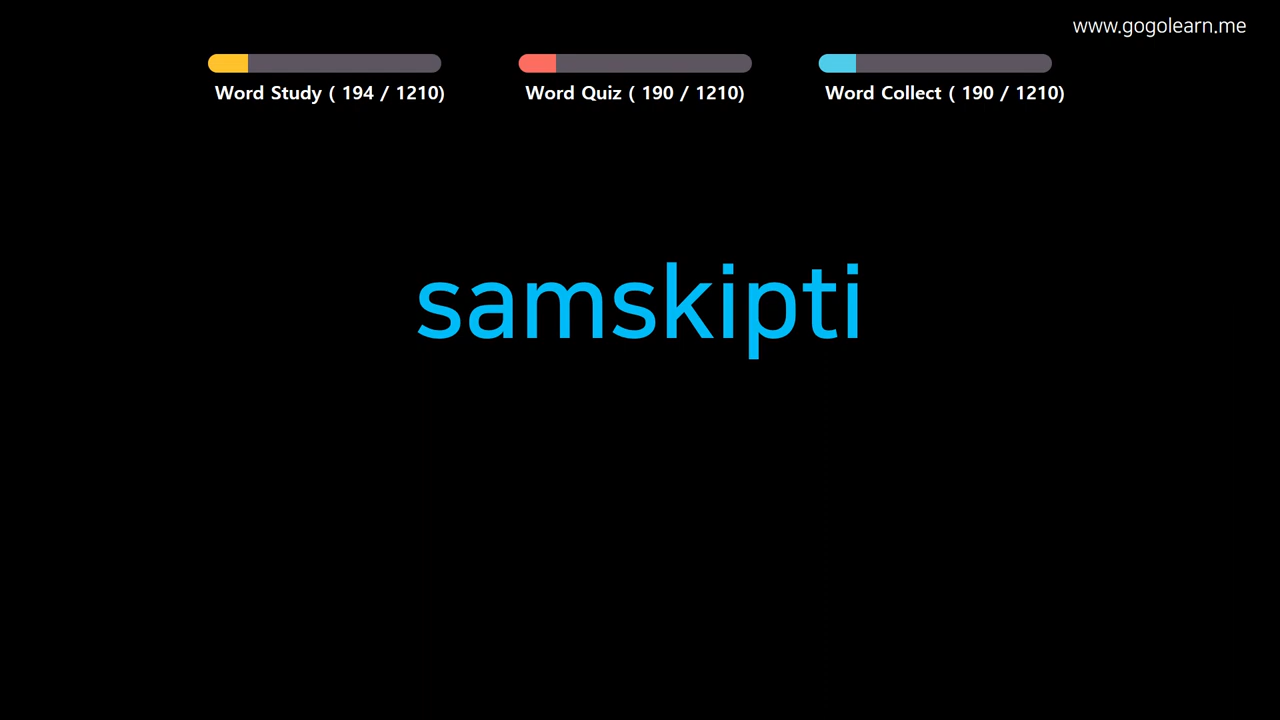 www.gogolearn.me
Word Study ( 194 / 1210)
Word Quiz ( 190 / 1210)
Word Collect ( 190 / 1210)
samskipti